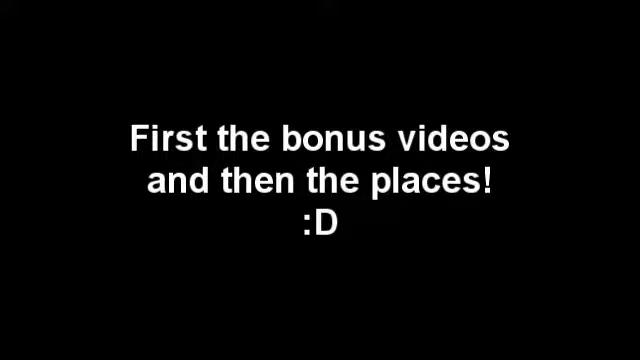 First the bonus videos
and then the places!
:D